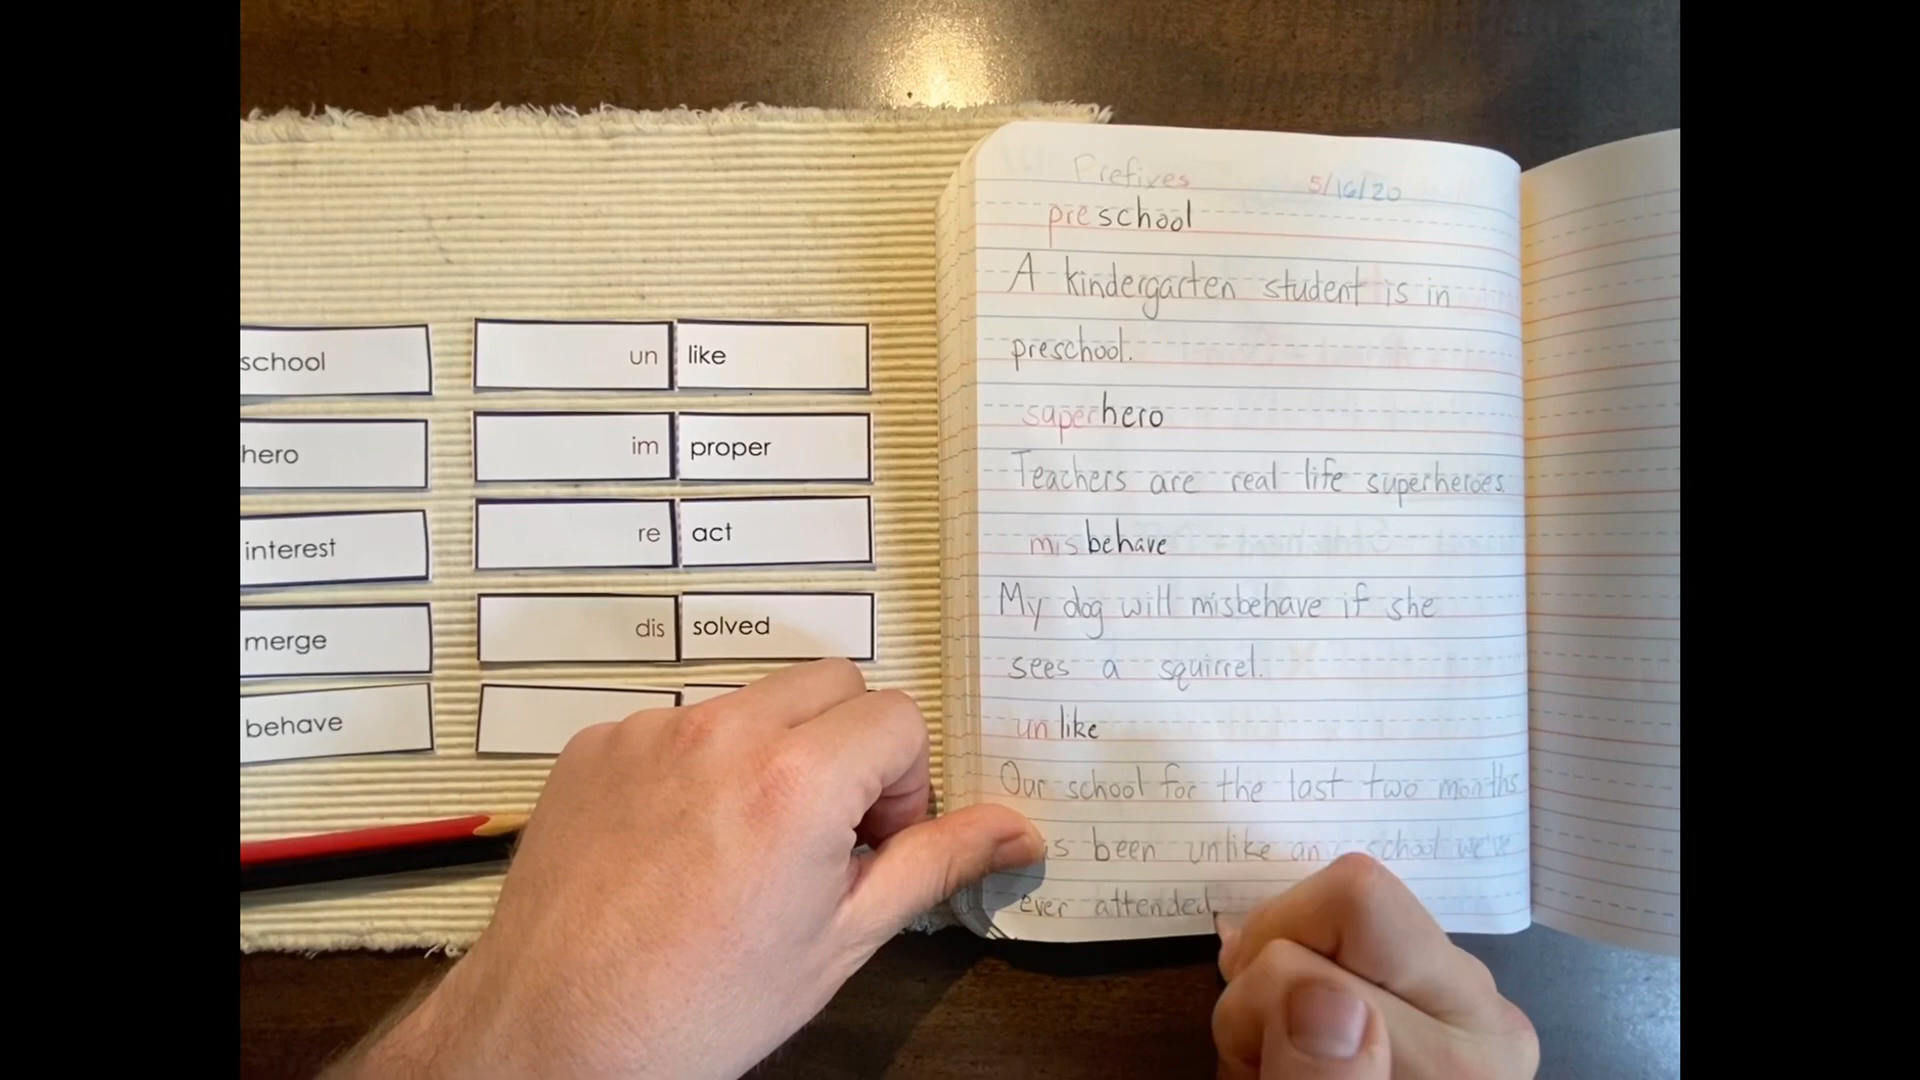 school
hero
interest
merge
behave
un like
im proper
re act
dis solved
Prefixes 5/16/20
preschool
A kindergarten student is in
preschool.
superhero
Teachers are real life superheroes.
misbehave
My dog will misbehave if she
sees a squirrel.
unlike
Our school for the last two months
been unlike any school we've
ever attended.